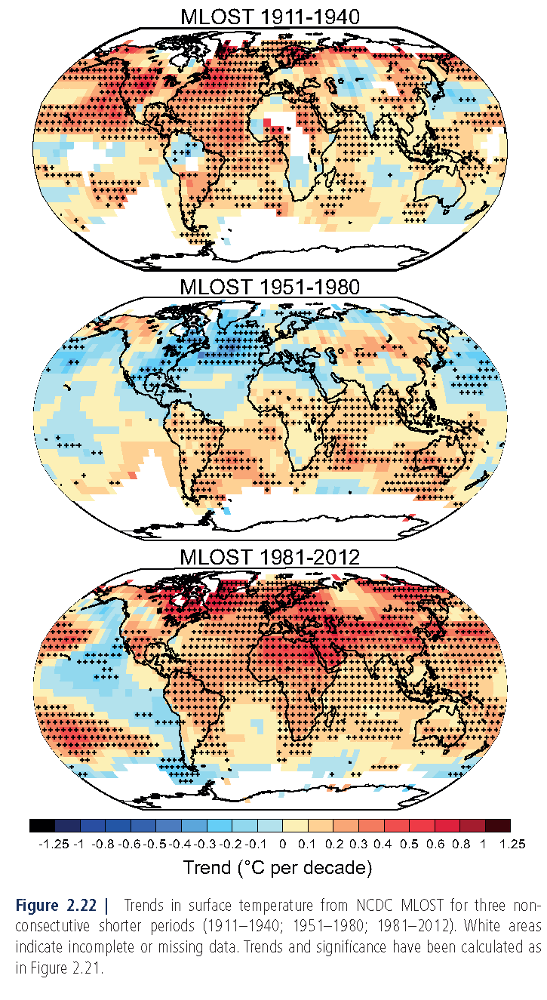 MLOST 1911-1940
MLOST 1951-1980
MLOST 1981-2012
-1.25 -1 -0.8 -0.6 -0.5 -0.4 -0.3 -0.2 -0.1 0 0.1 0.2 0.3 0.4 0.5 0.6 0.8 1 1.25
Trend (°C per decade)
Figure 2.22 | Trends in surface temperature from NCDC MLOST for three non-
consectutive shorter periods (1911–1940; 1951–1980; 1981–2012). White areas
indicate incomplete or missing data. Trends and significance have been calculated as
in Figure 2.21.